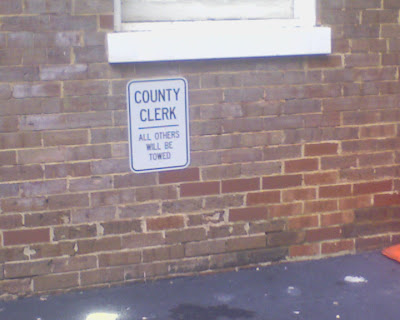 COUNTY
CLERK
ALL OTHERS
WILL BE
TOWED